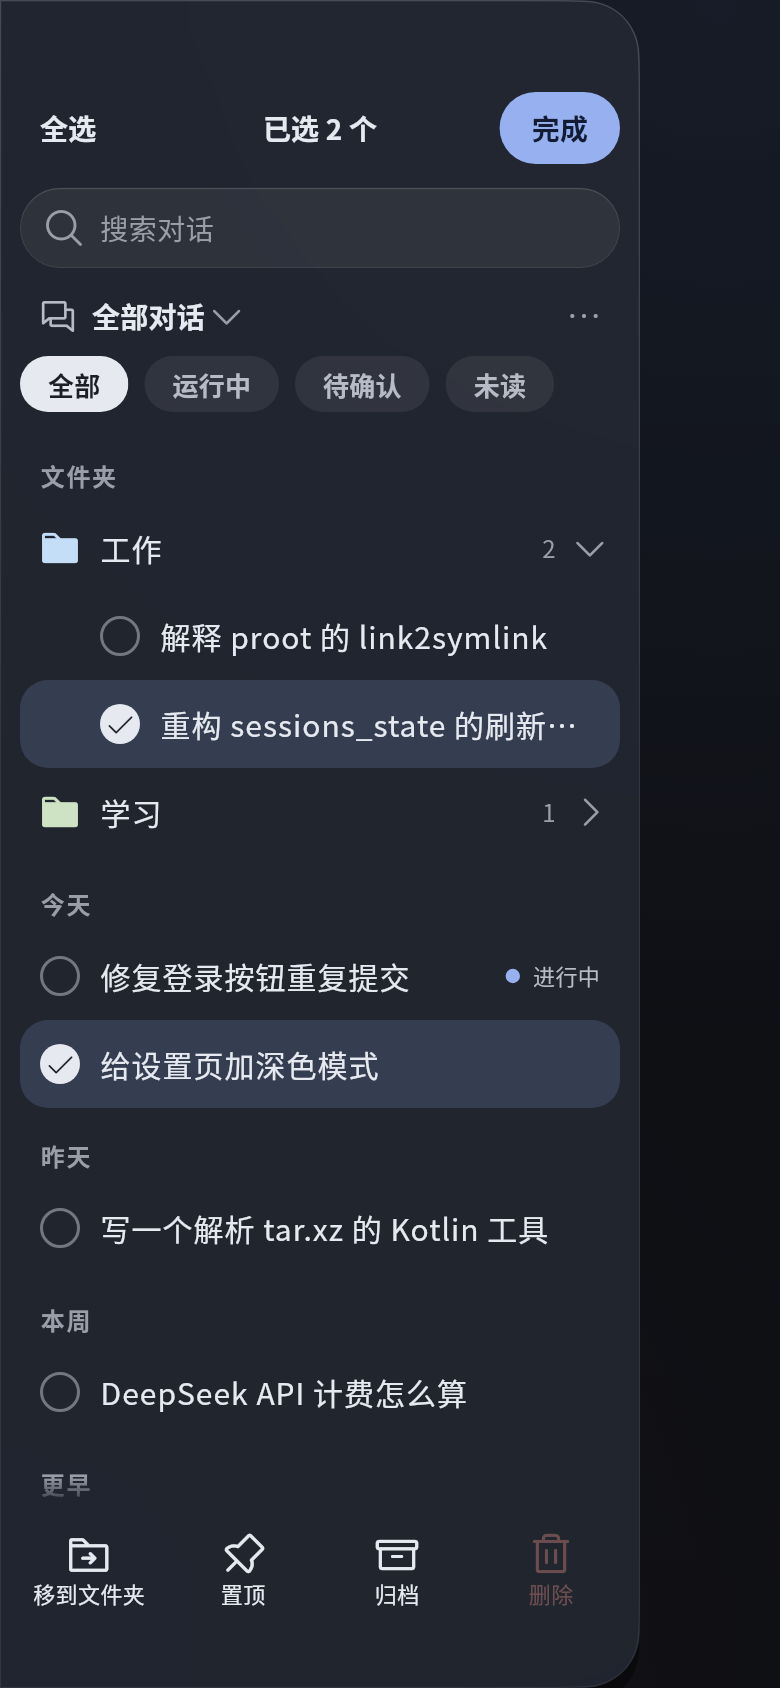 全选
已选 2 个
完成
搜索对话
全部对话
全部
运行中
待确认
未读
文件夹
工作
2
解释 proot 的 link2symlink
重构 sessions_state 的刷新…
学习
1
今天
修复登录按钮重复提交
进行中
给设置页加深色模式
昨天
写一个解析 tar.xz 的 Kotlin 工具
本周
DeepSeek API 计费怎么算
更早
移到文件夹
置顶
归档
删除